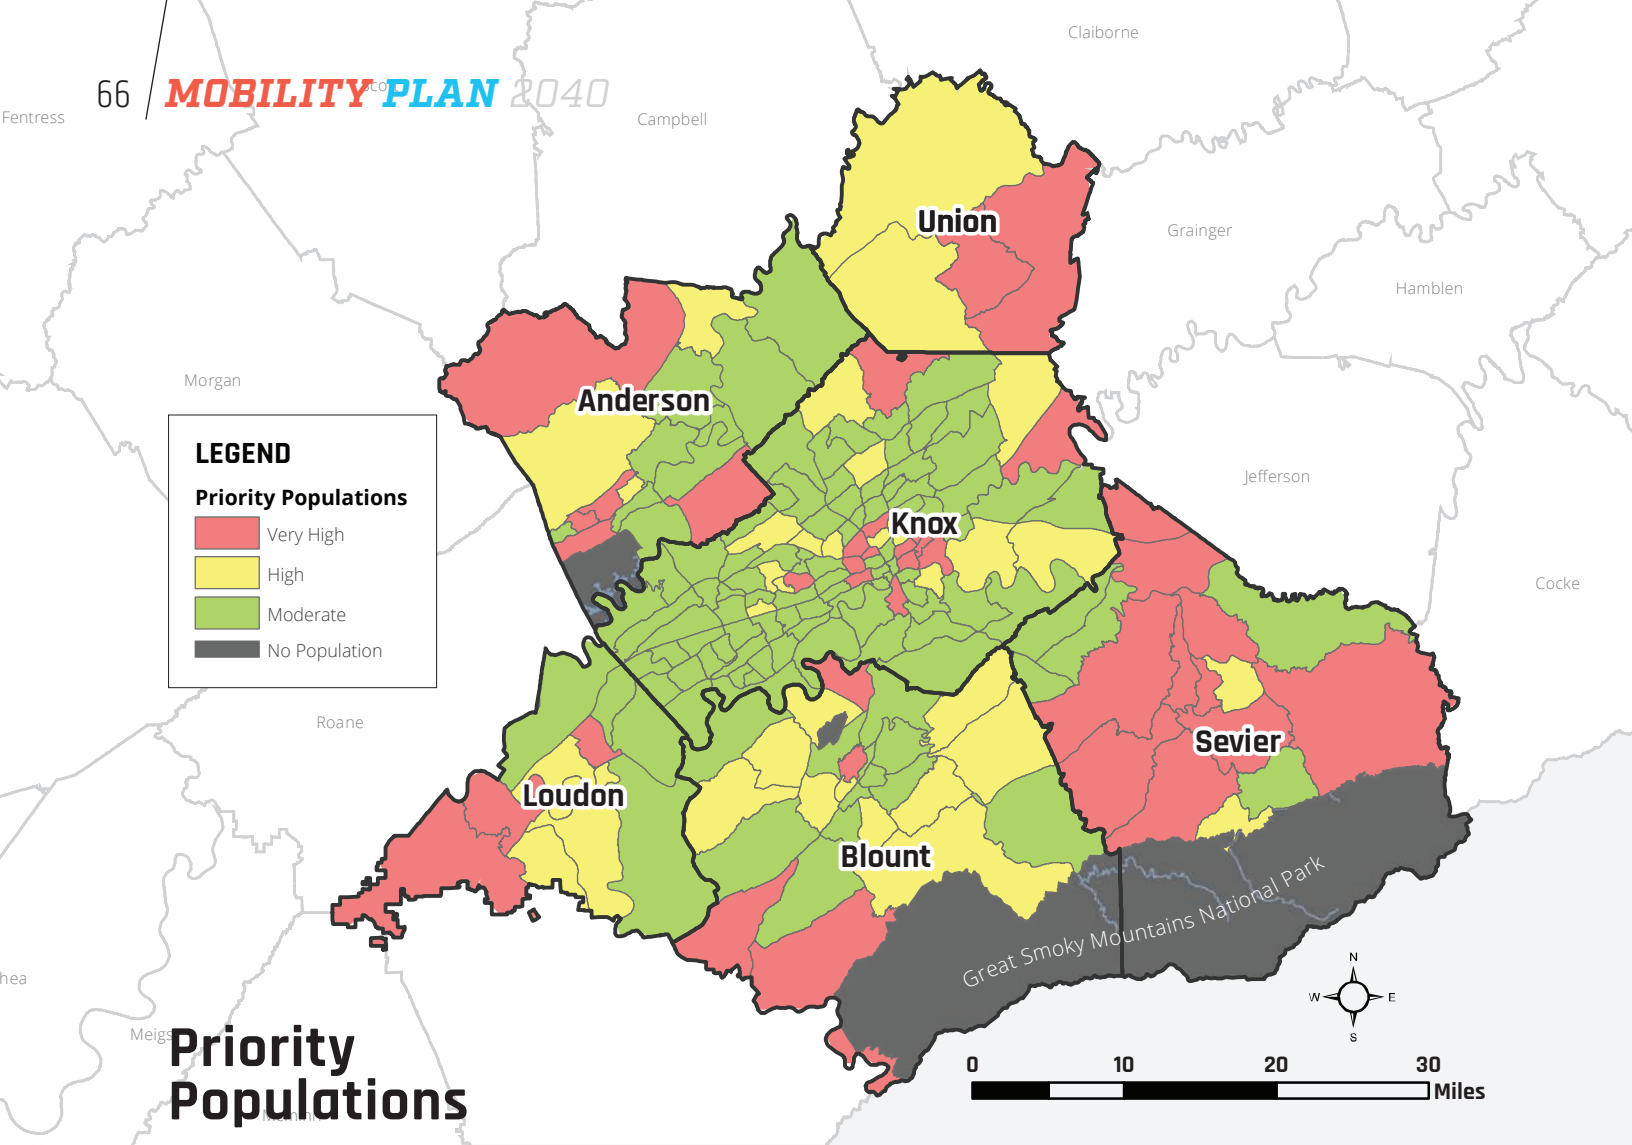 66 MOBILITY PLAN 2040
Claiborne
Fentress
Campbell
Union
Grainger
Hamblen
Morgan
Anderson
LEGEND
Priority Populations
Very High
High
Moderate
No Population
Knox
Jefferson
Cocke
Roane
Sevier
Loudon
Blount
Great Smoky Mountains National Park
hea
Meigs
Priority
Populations
N
W E
S
0 10 20 30
Miles